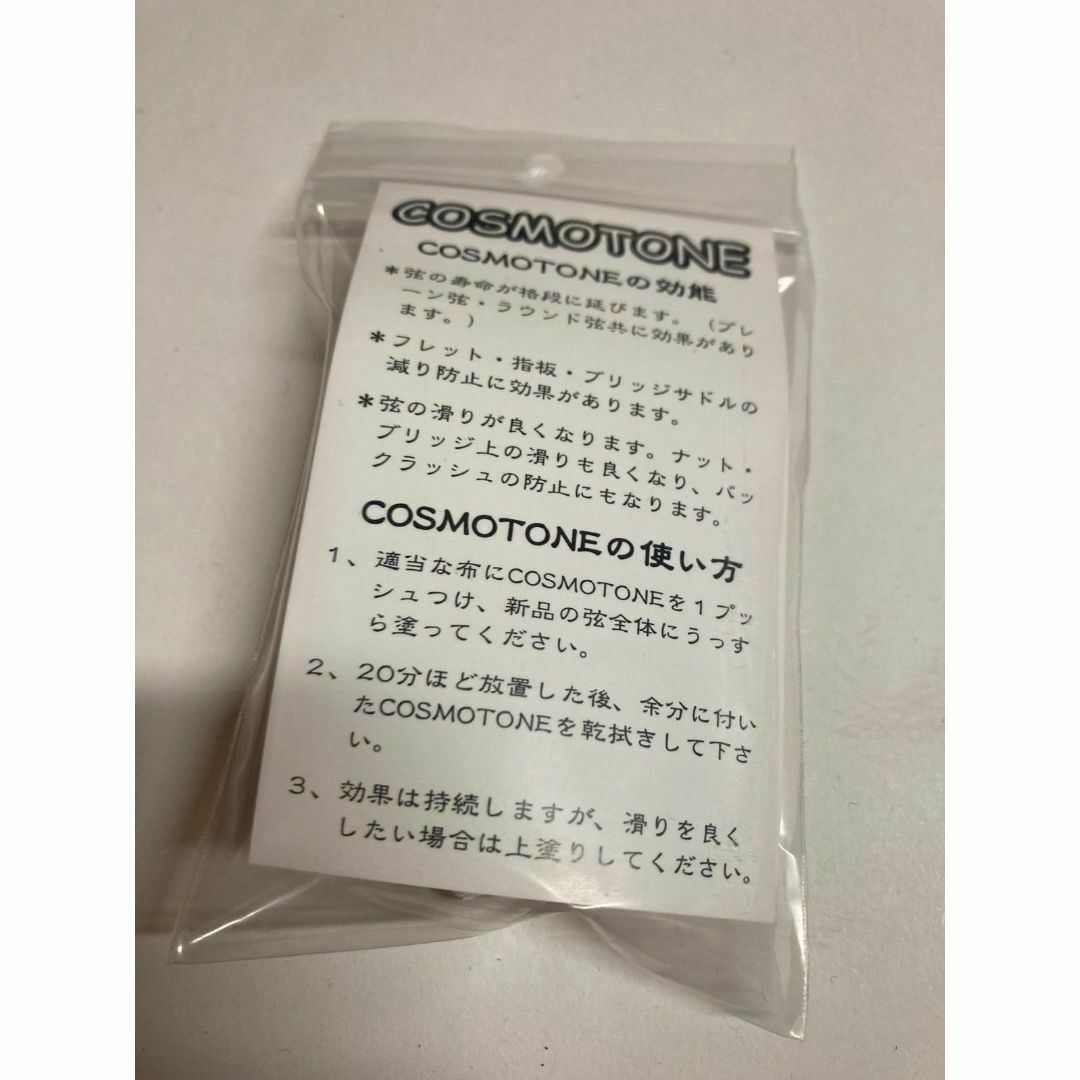 COSMOTONE
COSMOTONEの効能
*弦の寿命が格段に延びます。（プレ
ーン弦・ラウンド弦共に効果があり
ます。）
*フレット・指板・ブリッジサドルの
減り防止に効果があります。
*弦の滑りが良くなります。ナット・
ブリッジ上の滑りも良くなり、バッ
クラッシュの防止にもなります。
COSMOTONEの使い方
1、適当な布にCOSMOTONEを1プッ
シュつけ、新品の弦全体にうっす
ら塗ってください。
2、20分ほど放置した後、余分に付い
たCOSMOTONEを乾拭きして下さ
い。
3、効果は持続しますが、滑りを良く
したい場合は上塗りしてください。